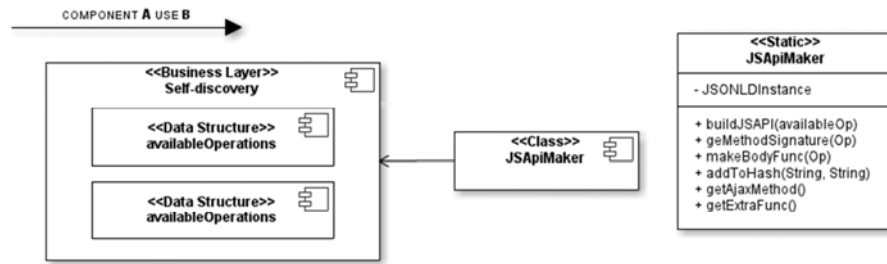 COMPONENT A USE B
<<Business Layer>>
Self-discovery
<<Data Structure>>
availableOperations
<<Data Structure>>
availableOperations
<<Class>>
JSApiMaker
<<Static>>
JSApiMaker
- JSONLDInstance
+ buildJSAPI(availableOp)
+ geMethodSignature(Op)
+ makeBodyFunc(Op)
+ addToHash(String, String)
+ getAjaxMethod()
+ getExtraFunc()